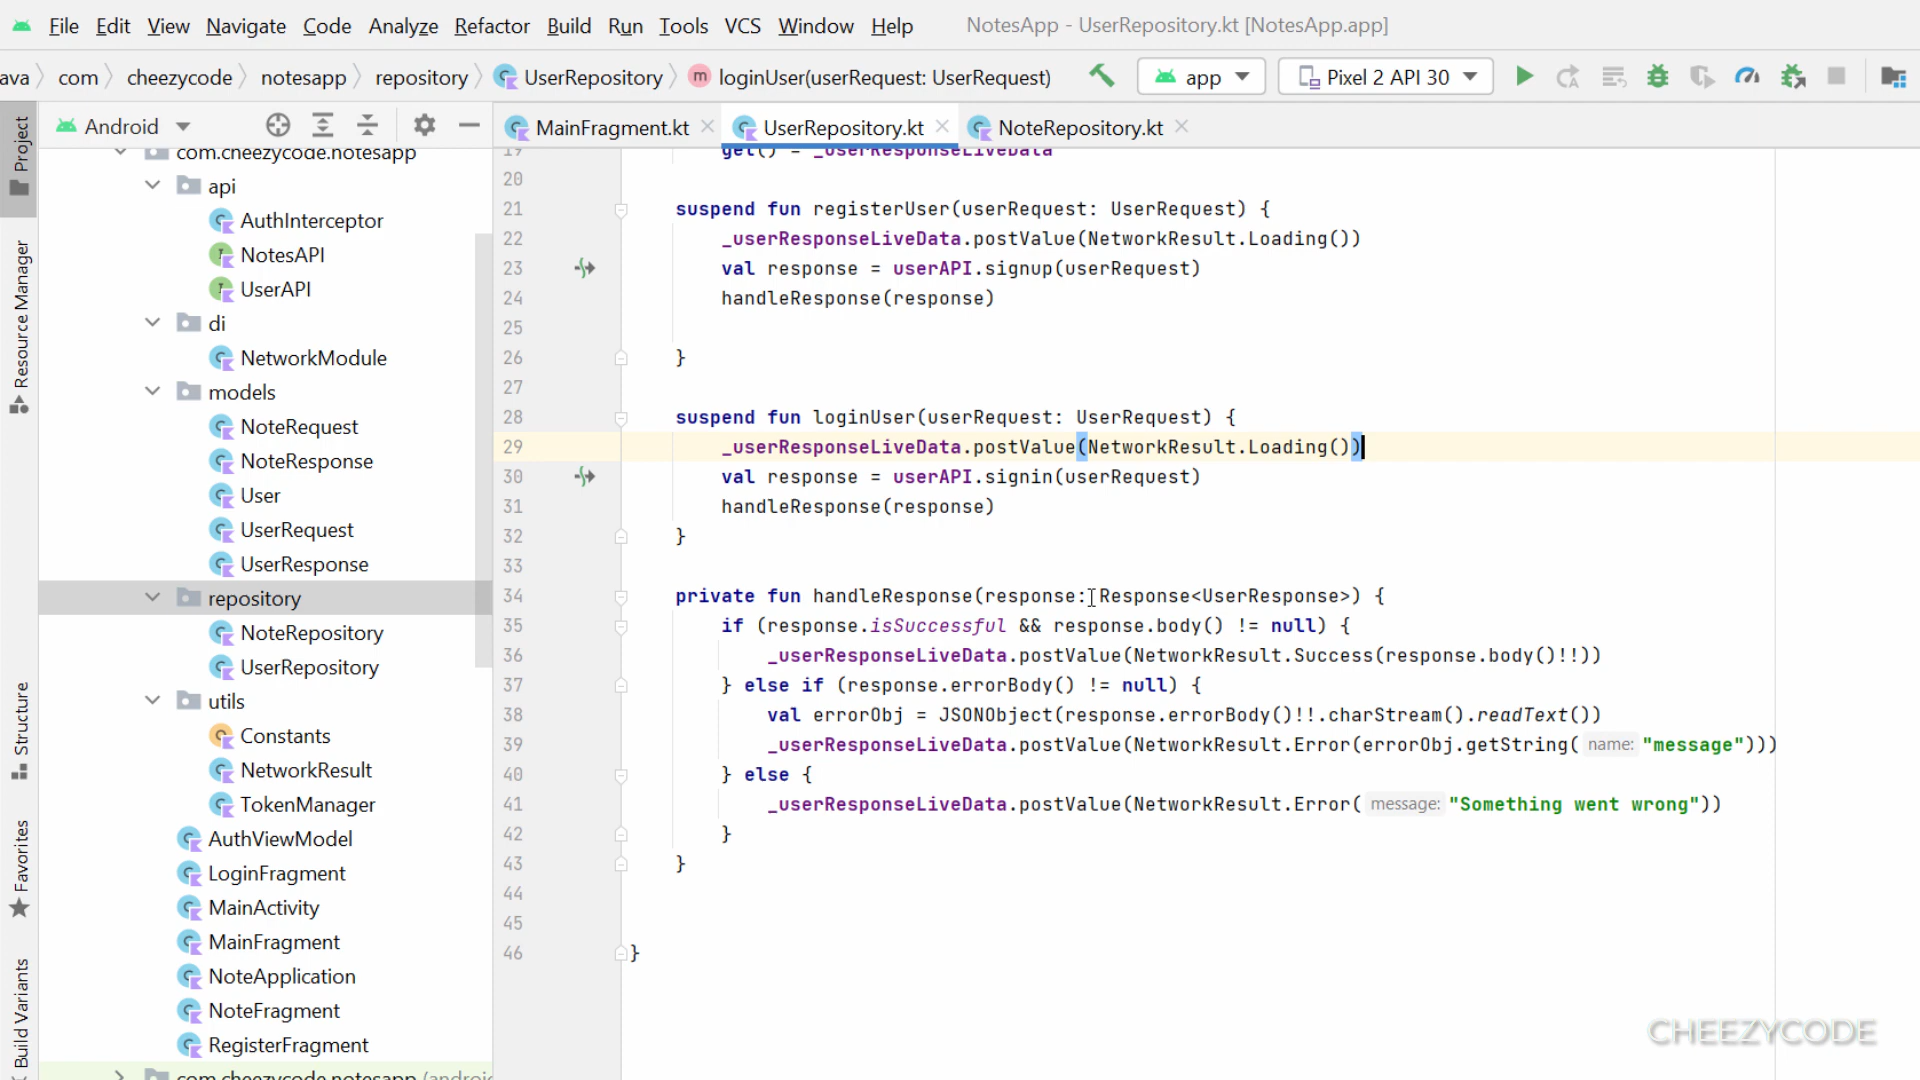 File Edit View Navigate Code Analyze Refactor Build Run Tools VCS Window Help NotesApp - UserRepository.kt [NotesApp.app]
ava com cheezycode notesapp repository UserRepository m loginUser(userRequest: UserRequest) app Pixel 2 API 30
Project
Resource Manager
Structure
Favorites
Build Variants
Android
MainFragment.kt UserRepository.kt NoteRepository.kt
com.cheezycode.notesapp
api
AuthInterceptor
NotesAPI
UserAPI
di
NetworkModule
models
NoteRequest
NoteResponse
User
UserRequest
UserResponse
repository
NoteRepository
UserRepository
utils
Constants
NetworkResult
TokenManager
AuthViewModel
LoginFragment
MainActivity
MainFragment
NoteApplication
NoteFragment
RegisterFragment
com.cheezycode.notesapp
19 get() = _userResponseLiveData
20
21 suspend fun registerUser(userRequest: UserRequest) {
22 _userResponseLiveData.postValue(NetworkResult.Loading())
23 val response = userAPI.signup(userRequest)
24 handleResponse(response)
25
26 }
27
28 suspend fun loginUser(userRequest: UserRequest) {
29 _userResponseLiveData.postValue(NetworkResult.Loading())
30 val response = userAPI.signin(userRequest)
31 handleResponse(response)
32 }
33
34 private fun handleResponse(response: Response<UserResponse>) {
35 if (response.isSuccessful && response.body() != null) {
36 _userResponseLiveData.postValue(NetworkResult.Success(response.body()!!))
37 } else if (response.errorBody() != null) {
38 val errorObj = JSONObject(response.errorBody()!!.charStream().readText())
39 _userResponseLiveData.postValue(NetworkResult.Error(errorObj.getString( name: "message")))
40 } else {
41 _userResponseLiveData.postValue(NetworkResult.Error( message: "Something went wrong"))
42 }
43 }
44
45
46 }
CHEEZYCODE